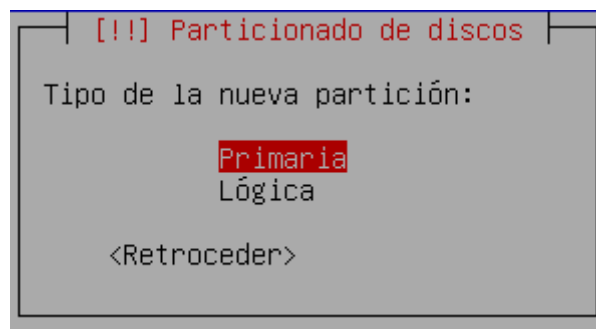 [!!] Particionado de discos
Tipo de la nueva partición:
Primaria
Lógica
<Retroceder>